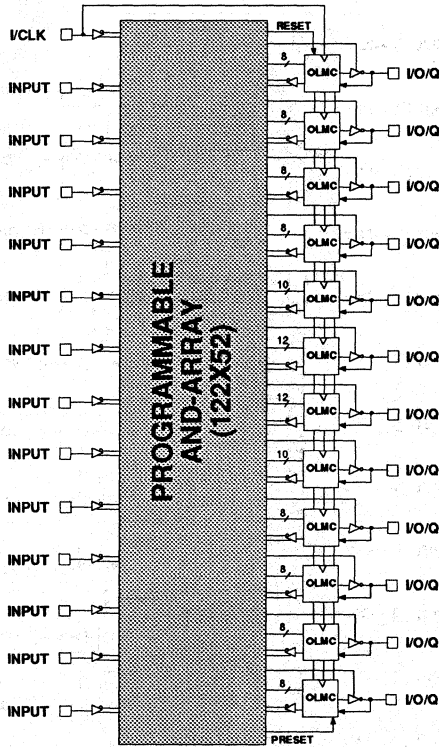 RESET
I/CLK
8 OLMC I/O/Q
INPUT
8 OLMC I/O/Q
INPUT
8 OLMC I/O/Q
INPUT
8 OLMC I/O/Q
INPUT
10 OLMC I/O/Q
INPUT
12 OLMC I/O/Q
INPUT
12 OLMC I/O/Q
INPUT
10 OLMC I/O/Q
INPUT
8 OLMC I/O/Q
INPUT
8 OLMC I/O/Q
INPUT
8 OLMC I/O/Q
INPUT
8 OLMC I/O/Q
INPUT
INPUT
PRESET
PROGRAMMABLE
AND-ARRAY
(122X52)